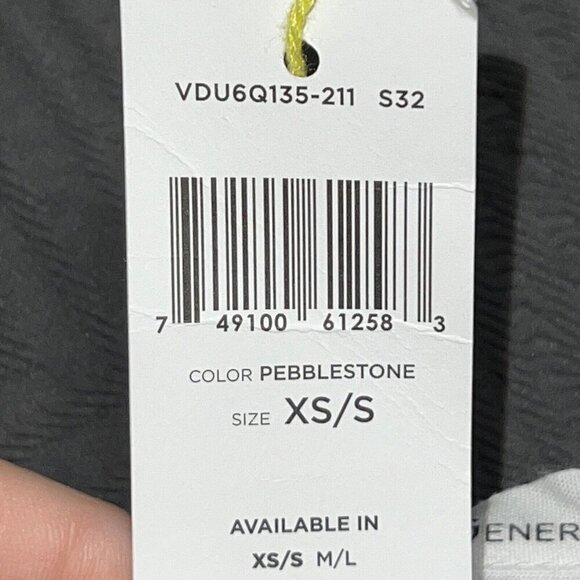 VDU6Q135-211 S32
7 49100 61258 3
COLOR PEBBLESTONE
SIZE XS/S
AVAILABLE IN
XS/S M/L